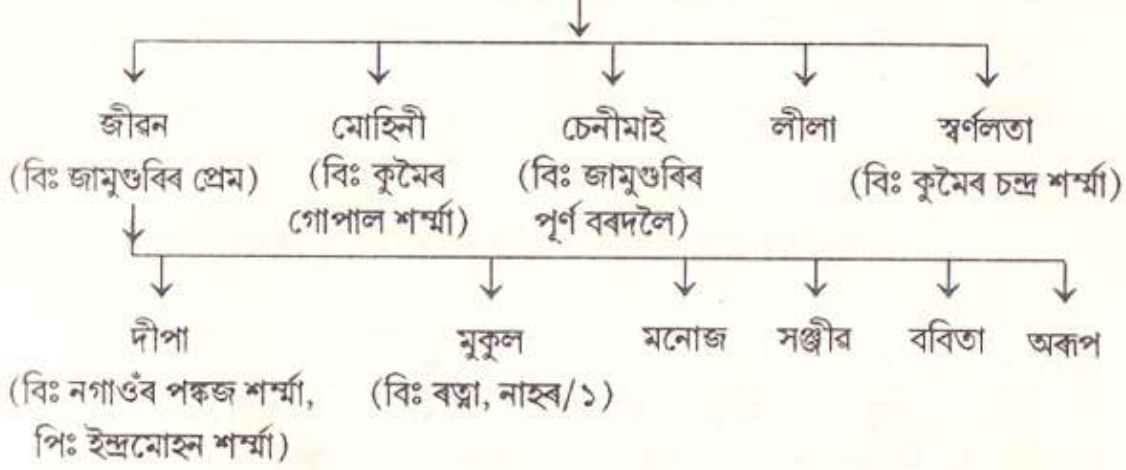 জীৱন মোহিনী চেনীমাই লীলা স্বৰ্ণলতা
(বিঃ জামুগুৰিৰ প্ৰেম) (বিঃ কুমৈৰ (বিঃ জামুগুৰিৰ (বিঃ কুমৈৰ চন্দ্ৰ শৰ্ম্মা)
গোপাল শৰ্ম্মা) পূৰ্ণ বৰদলৈ)
দীপা মুকুল মনোজ সঞ্জীৱ ববিতা অৰূপ
(বিঃ নগাওঁৰ পঙ্কজ শৰ্ম্মা, (বিঃ ৰত্না, নাহৰ/১)
পিঃ ইন্দ্ৰমোহন শৰ্ম্মা)